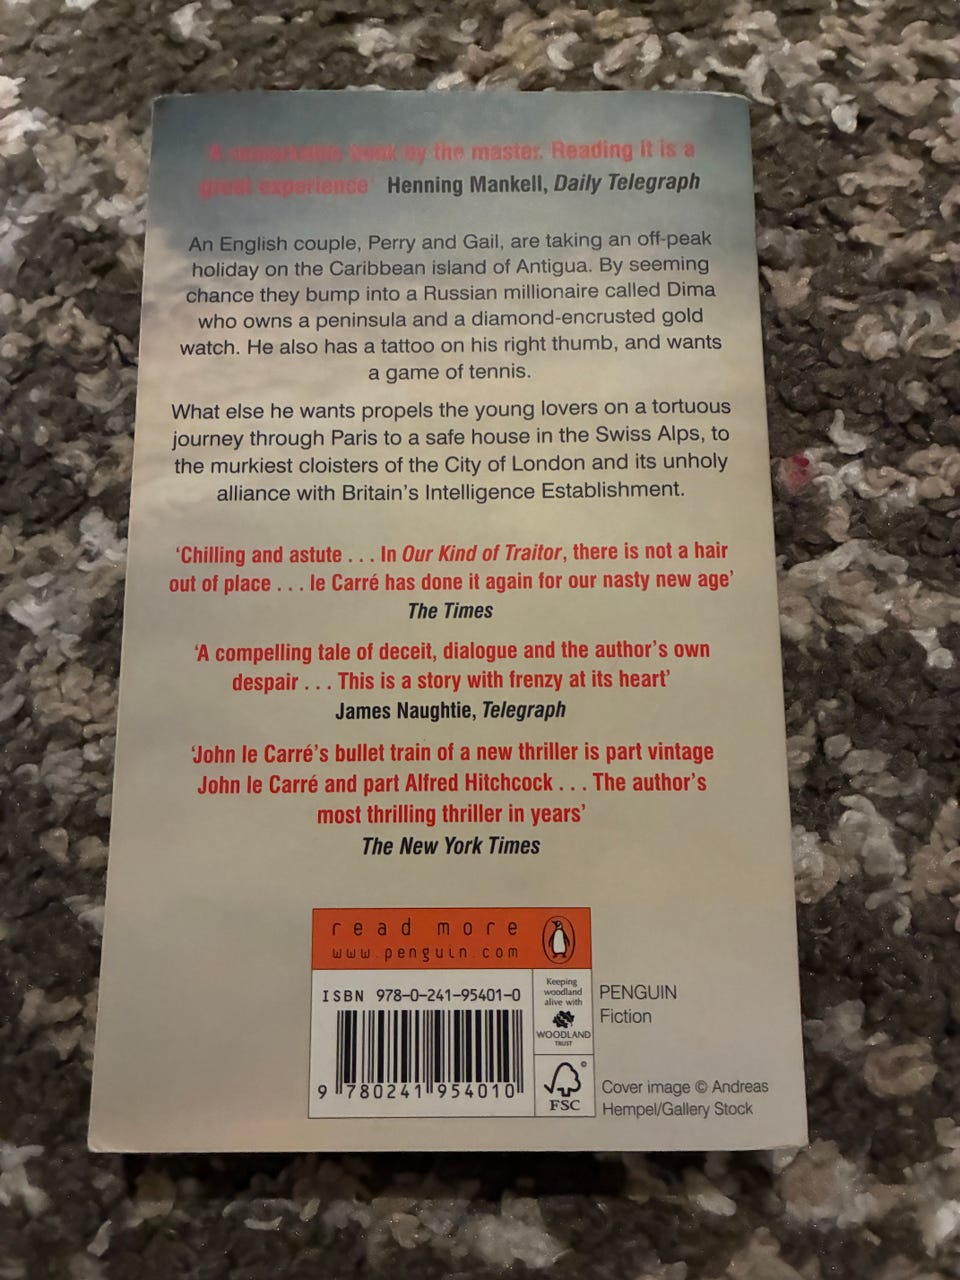 'A remarkable book by the master. Reading it is a
great experience' Henning Mankell, Daily Telegraph
An English couple, Perry and Gail, are taking an off-peak
holiday on the Caribbean island of Antigua. By seeming
chance they bump into a Russian millionaire called Dima
who owns a peninsula and a diamond-encrusted gold
watch. He also has a tattoo on his right thumb, and wants
a game of tennis.
What else he wants propels the young lovers on a tortuous
journey through Paris to a safe house in the Swiss Alps, to
the murkiest cloisters of the City of London and its unholy
alliance with Britain's Intelligence Establishment.
'Chilling and astute . . . In Our Kind of Traitor, there is not a hair
out of place . . . le Carré has done it again for our nasty new age'
The Times
'A compelling tale of deceit, dialogue and the author's own
despair . . . This is a story with frenzy at its heart'
James Naughtie, Telegraph
'John le Carré's bullet train of a new thriller is part vintage
John le Carré and part Alfred Hitchcock . . . The author's
most thrilling thriller in years'
The New York Times
read more
www.penguin.com
ISBN 978-0-241-95401-0
9 780241 954010
Keeping
woodland
alive with
WOODLAND
TRUST
FSC
©
PENGUIN
Fiction
Cover image © Andreas
Hempel/Gallery Stock